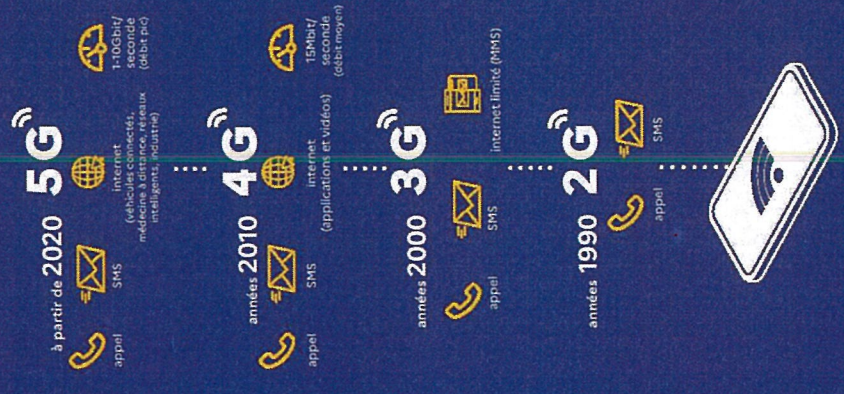 à partir de 2020 5G
appel
SMS
internet
(véhicules connectés,
médecine à distance, réseaux
intelligents, industrie)
1-10Gbit/
seconde
(débit pic)
années 2010 4G
appel
SMS
internet
(applications et vidéos)
15Mbit/
seconde
(débit moyen)
années 2000 3G
appel
SMS
internet limité (MMS)
années 1990 2G
appel
SMS